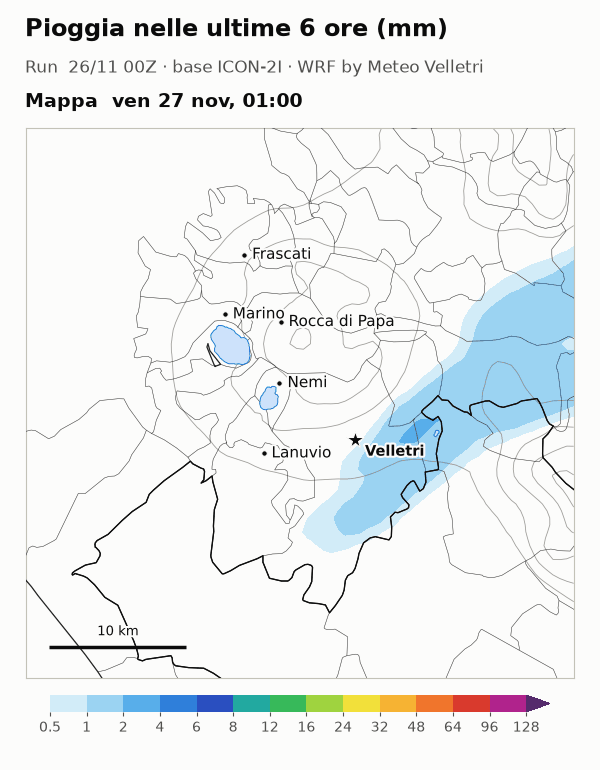 Pioggia nelle ultime 6 ore (mm)
Run  26/11 00Z · base ICON-2I · WRF by Meteo Velletri
Mappa  ven 27 nov, 01:00
Frascati
Marino
Rocca di Papa
Nemi
Velletri
Lanuvio
10 km
0.5 1 2 4 6 8 12 16 24 32 48 64 96 128